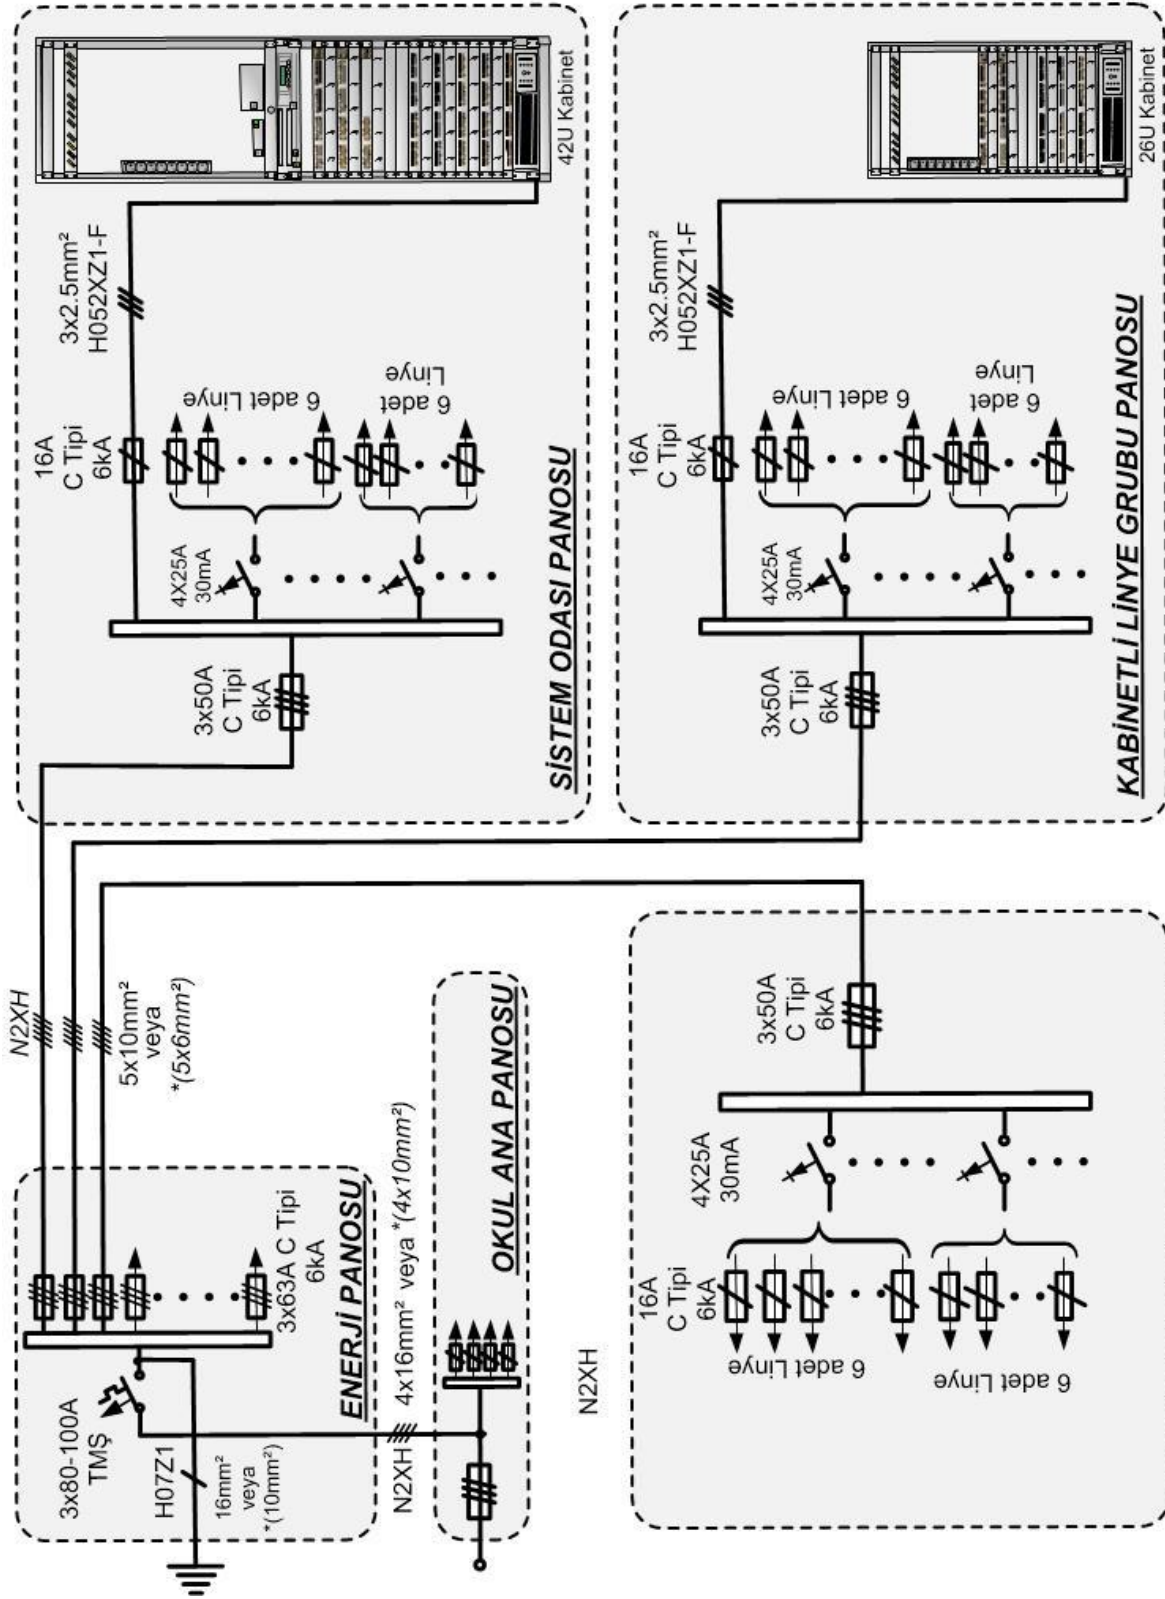 42U Kabinet
3x2.5mm²
H052XZ1-F
16A
C Tipi
6kA
6 adet Linye
6 adet
Linye
4X25A
30mA
3x50A
C Tipi
6kA
SİSTEM ODASI PANOSU
26U Kabinet
3x2.5mm²
H052XZ1-F
16A
C Tipi
6kA
6 adet Linye
6 adet
Linye
4X25A
30mA
3x50A
C Tipi
6kA
KABİNETLİ LİNYE GRUBU PANOSU
N2XH
5x10mm²
veya
*(5x6mm²)
3x63A C Tipi
6kA
ENERJİ PANOSU
3x80-100A
TMŞ
H07Z1
16mm²
veya
*(10mm²)
N2XH
4x16mm² veya *(4x10mm²)
OKUL ANA PANOSU
N2XH
3x50A
C Tipi
6kA
4X25A
30mA
16A
C Tipi
6kA
6 adet Linye
6 adet Linye